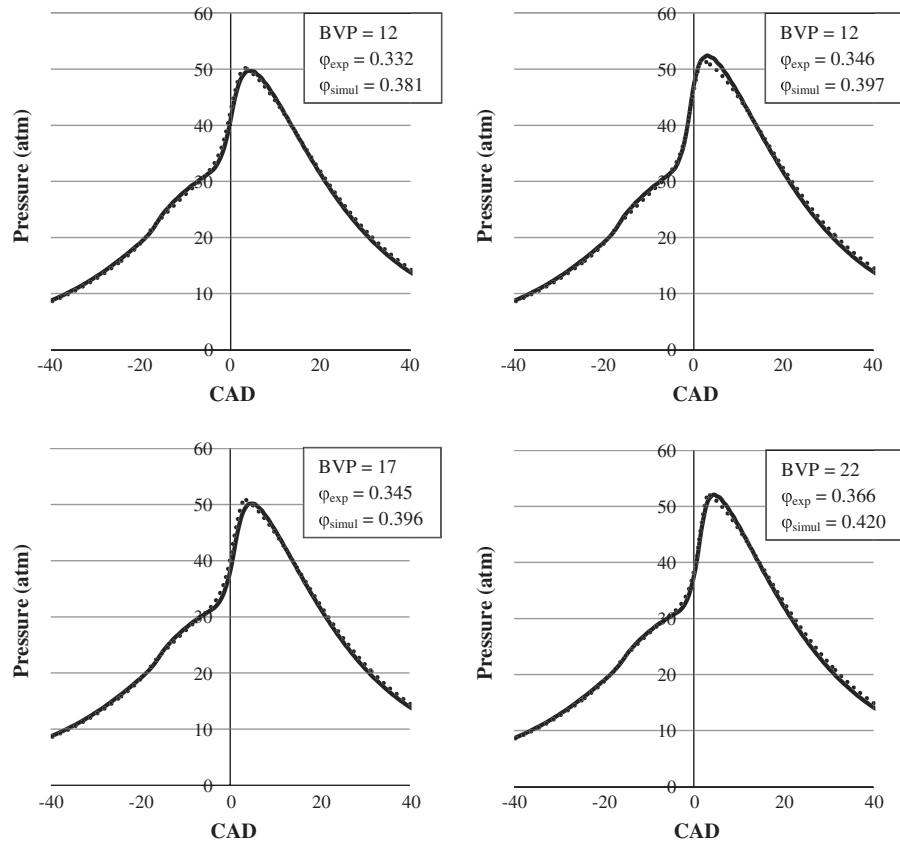 60
50
40
30
20
10
0
-40 -20 0 20 40
Pressure (atm)
CAD
BVP = 12
φexp = 0.332
φsimul = 0.381
60
50
40
30
20
10
0
-40 -20 0 20 40
Pressure (atm)
CAD
BVP = 12
φexp = 0.346
φsimul = 0.397
60
50
40
30
20
10
0
-40 -20 0 20 40
Pressure (atm)
CAD
BVP = 17
φexp = 0.345
φsimul = 0.396
60
50
40
30
20
10
0
-40 -20 0 20 40
Pressure (atm)
CAD
BVP = 22
φexp = 0.366
φsimul = 0.420